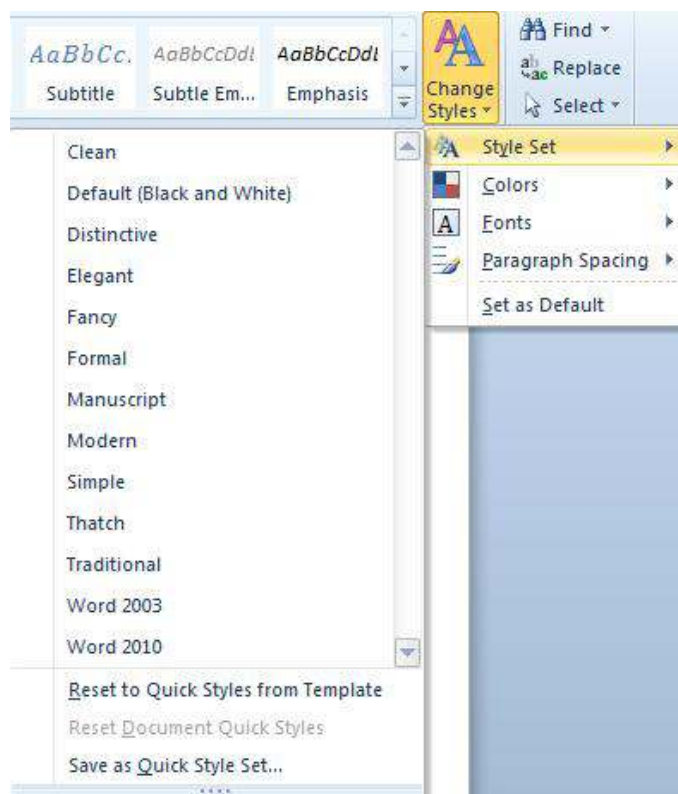 AaBbCc. AaBbCcDdI AaBbCcDdI
Subtitle Subtle Em... Emphasis
Change Styles
Find
Replace
Select
Style Set
Colors
Fonts
Paragraph Spacing
Set as Default
Clean
Default (Black and White)
Distinctive
Elegant
Fancy
Formal
Manuscript
Modern
Simple
Thatch
Traditional
Word 2003
Word 2010
Reset to Quick Styles from Template
Reset Document Quick Styles
Save as Quick Style Set...